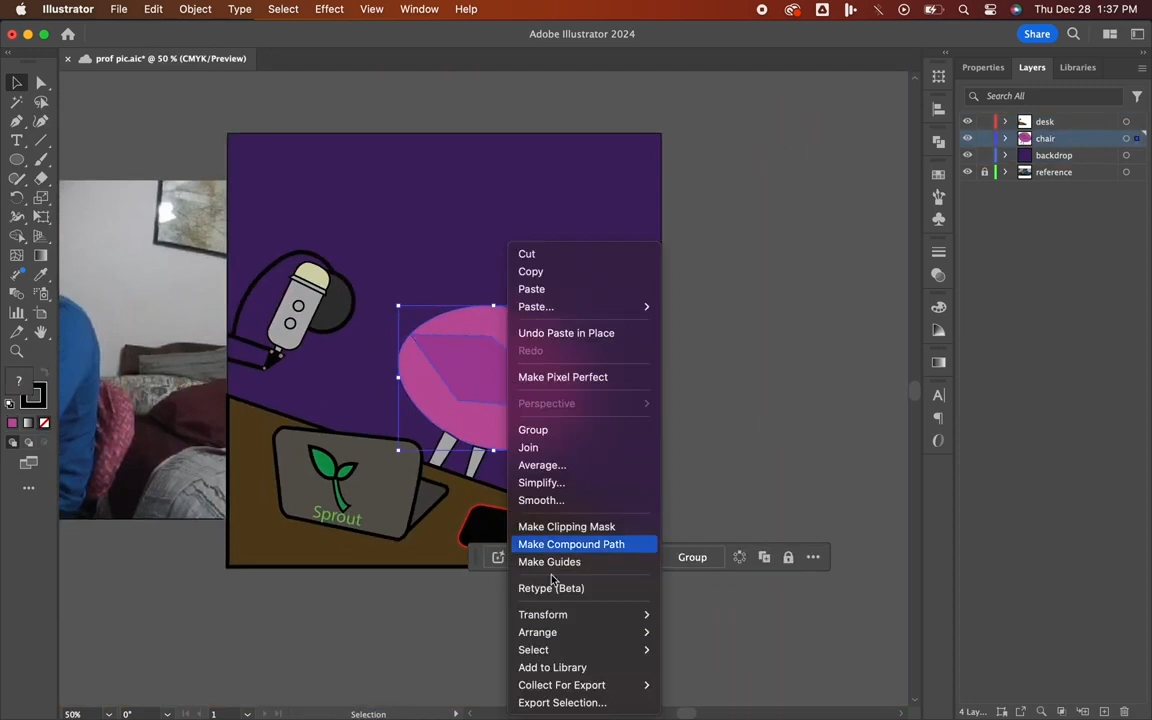 Illustrator File Edit Object Type Select Effect View Window Help Thu Dec 28 1:37 PM
Adobe Illustrator 2024 Share
× prof pic.aic* @ 50 % (CMYK/Preview)
Properties Layers Libraries
Search All
desk
chair
backdrop
reference
Cut
Copy
Paste
Paste...
Undo Paste in Place
Redo
Make Pixel Perfect
Perspective
Group
Join
Average...
Simplify...
Smooth...
Make Clipping Mask
Make Compound Path
Make Guides
Retype (Beta)
Transform
Arrange
Select
Add to Library
Collect For Export
Export Selection...
Group
Sprout
?
50% 0° 1 Selection
4 Lay...